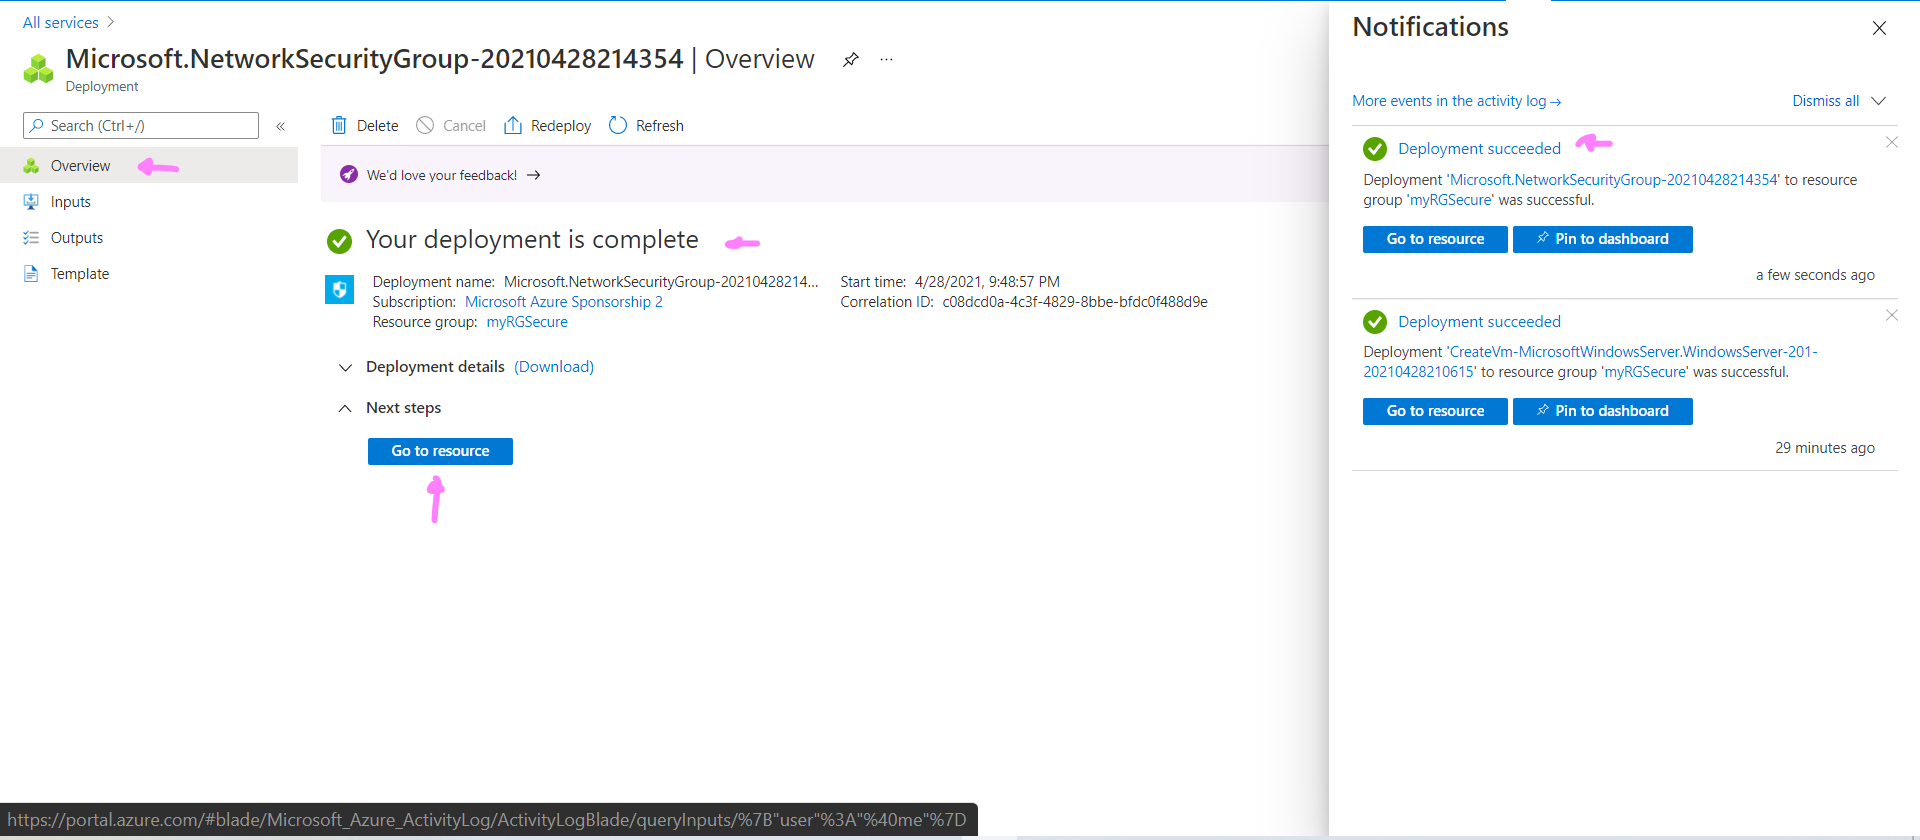 All services
Microsoft.NetworkSecurityGroup-20210428214354 | Overview
Deployment
Search (Ctrl+/)
«
Overview
Inputs
Outputs
Template
Delete
Cancel
Redeploy
Refresh
We'd love your feedback! →
Your deployment is complete
Deployment name: Microsoft.NetworkSecurityGroup-20210428214...
Subscription: Microsoft Azure Sponsorship 2
Resource group: myRGSecure
Start time: 4/28/2021, 9:48:57 PM
Correlation ID: c08dcd0a-4c3f-4829-8bbe-bfdc0f488d9e
Deployment details (Download)
Next steps
Go to resource
Notifications
More events in the activity log →
Dismiss all
Deployment succeeded
Deployment 'Microsoft.NetworkSecurityGroup-20210428214354' to resource
group 'myRGSecure' was successful.
Go to resource
Pin to dashboard
a few seconds ago
Deployment succeeded
Deployment 'CreateVm-MicrosoftWindowsServer.WindowsServer-201-
20210428210615' to resource group 'myRGSecure' was successful.
Go to resource
Pin to dashboard
29 minutes ago
https://portal.azure.com/#blade/Microsoft_Azure_ActivityLog/ActivityLogBlade/queryInputs/%7B"user"%3A"%40me"%7D